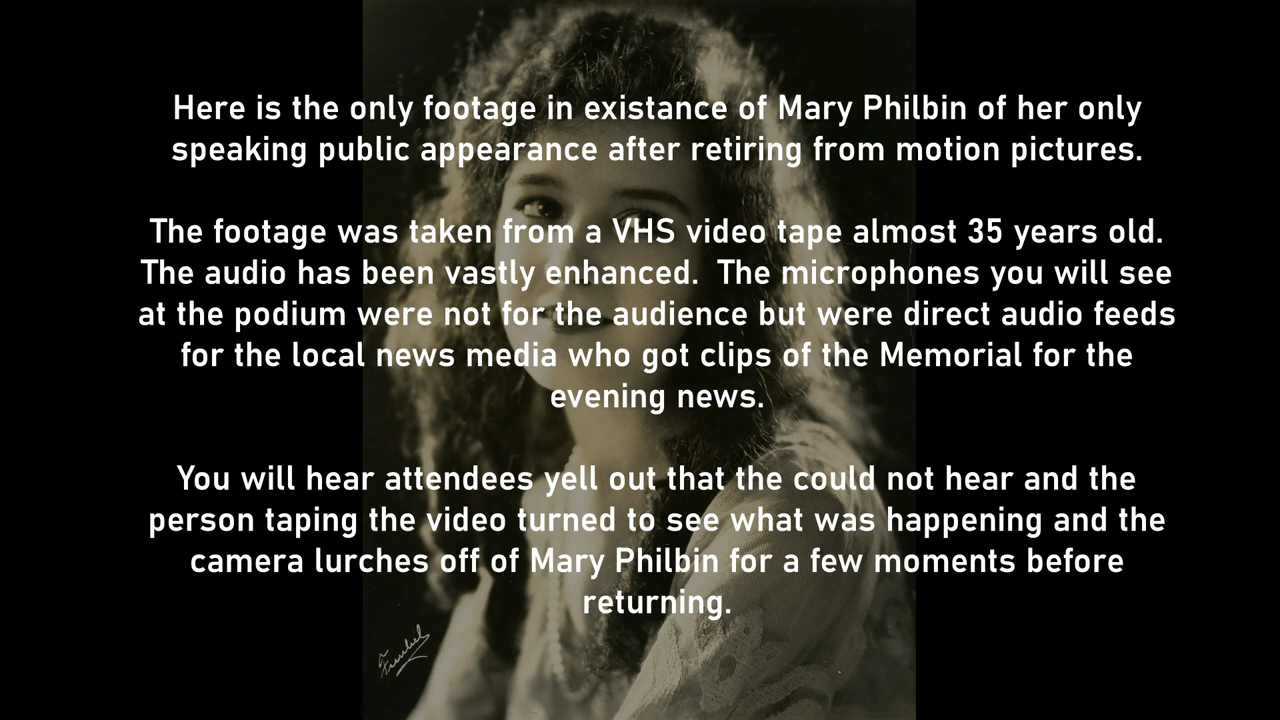 Here is the only footage in existance of Mary Philbin of her only
speaking public appearance after retiring from motion pictures.
The footage was taken from a VHS video tape almost 35 years old.
The audio has been vastly enhanced.  The microphones you will see
at the podium were not for the audience but were direct audio feeds
for the local news media who got clips of the Memorial for the
evening news.
You will hear attendees yell out that the could not hear and the
person taping the video turned to see what was happening and the
camera lurches off of Mary Philbin for a few moments before
returning.